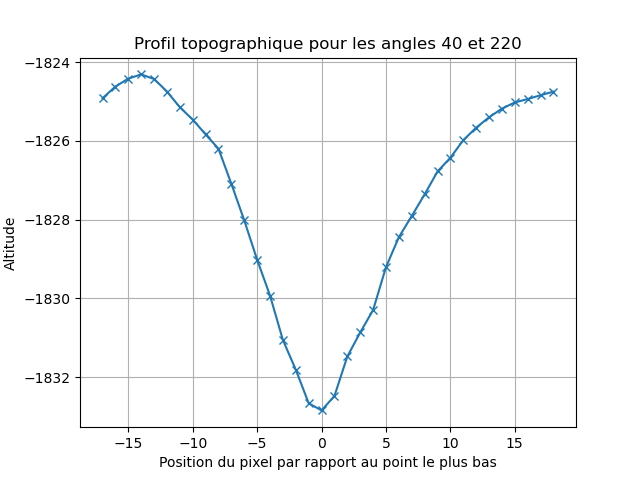 Profil topographique pour les angles 40 et 220
−1824
−1826
−1828
−1830
−1832
Altitude
−15 −10 −5 0 5 10 15
Position du pixel par rapport au point le plus bas